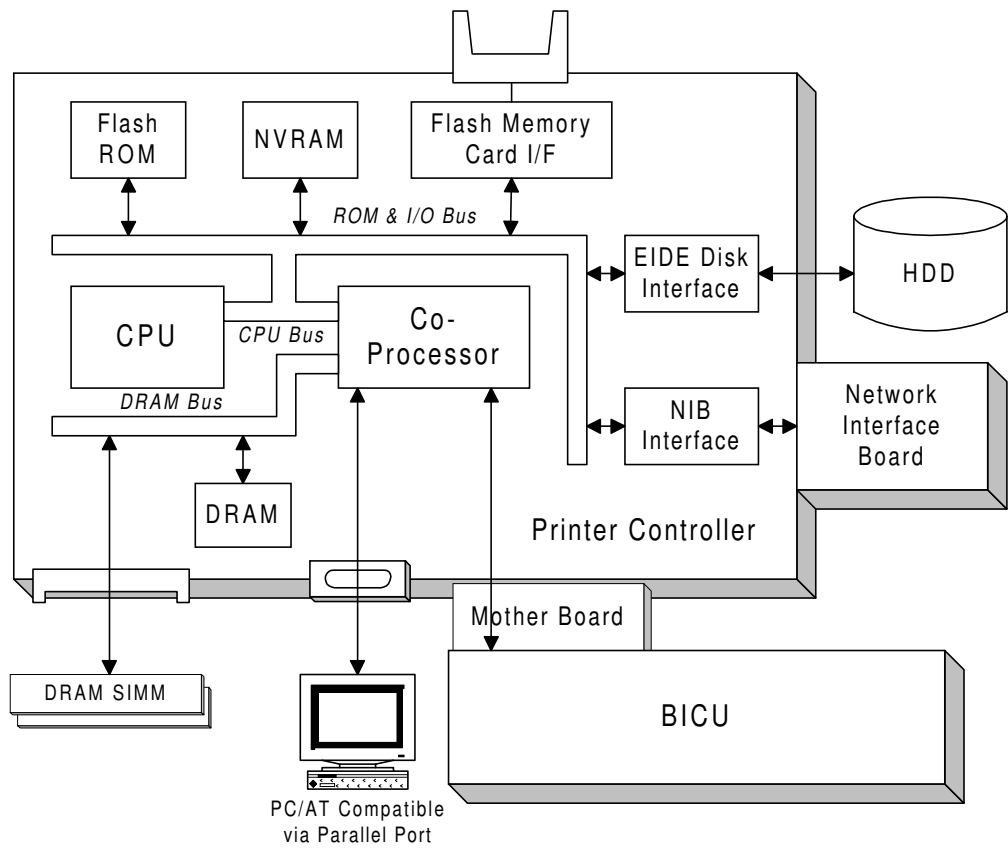 Flash
ROM
NVRAM
Flash Memory
Card I/F
ROM & I/O Bus
EIDE Disk
Interface
HDD
CPU
CPU Bus
Co-
Processor
DRAM Bus
NIB
Interface
Network
Interface
Board
DRAM
Printer Controller
Mother Board
DRAM SIMM
BICU
PC/AT Compatible
via Parallel Port